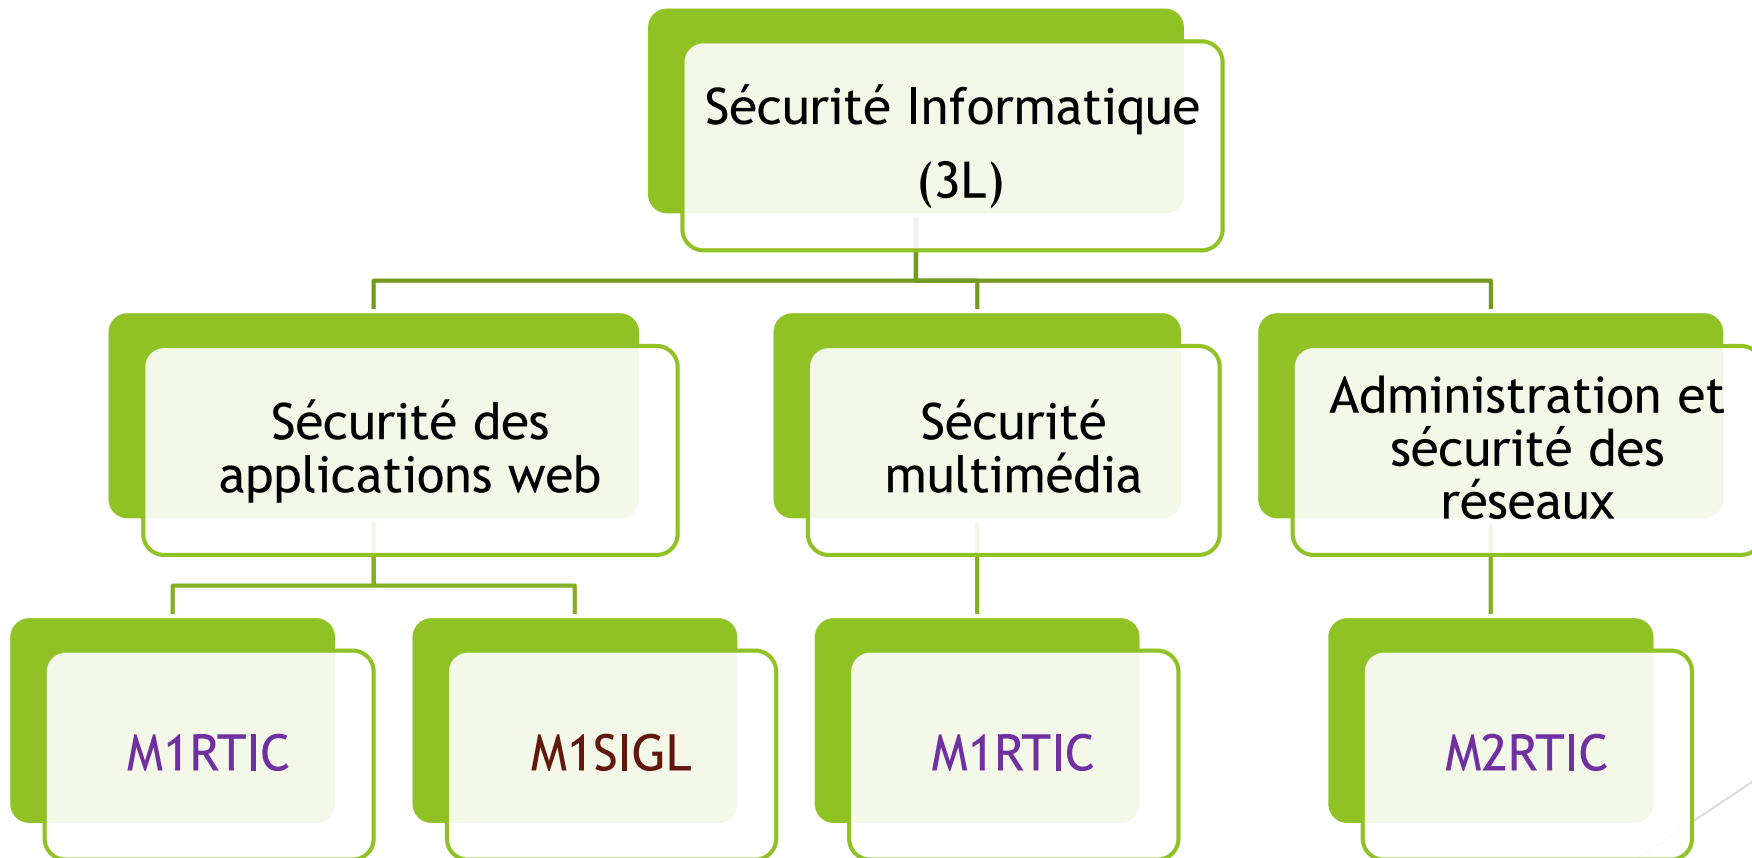 Sécurité Informatique
(3L)
Sécurité des
applications web
Sécurité
multimédia
Administration et
sécurité des
réseaux
M1RTIC
M1SIGL
M1RTIC
M2RTIC